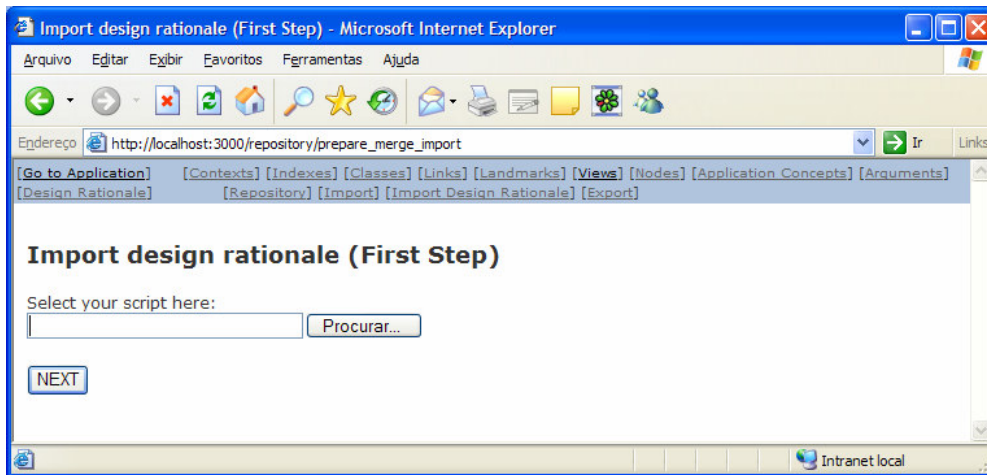 Import design rationale (First Step) - Microsoft Internet Explorer
Arquivo Editar Exibir Favoritos Ferramentas Ajuda
Endereço http://localhost:3000/repository/prepare_merge_import Ir Links
[Go to Application] [Contexts] [Indexes] [Classes] [Links] [Landmarks] [Views] [Nodes] [Application Concepts] [Arguments]
[Design Rationale] [Repository] [Import] [Import Design Rationale] [Export]
Import design rationale (First Step)
Select your script here:
Procurar...
NEXT
Intranet local